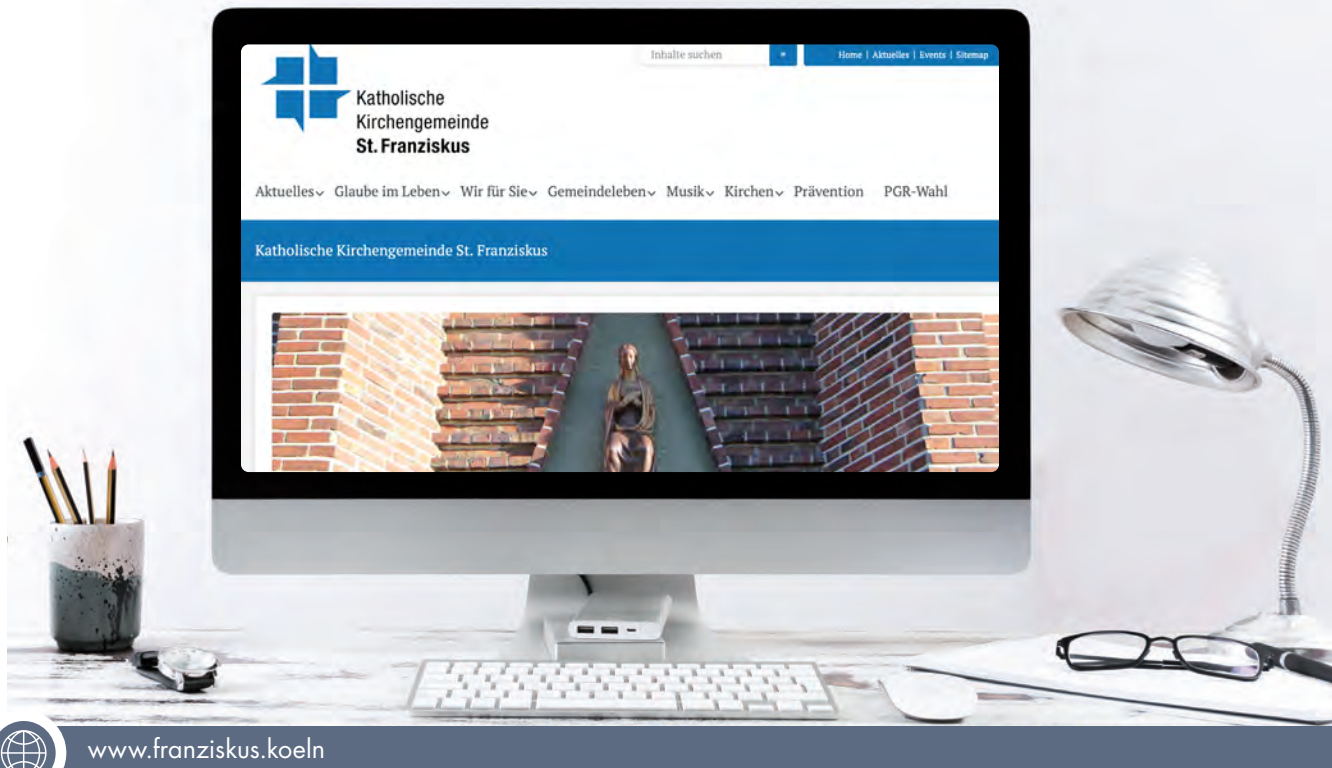 Inhalte suchen
Home | Aktuelles | Events | Sitemap
Katholische
Kirchengemeinde
St. Franziskus
Aktuelles Glaube im Leben Wir für Sie Gemeindeleben Musik Kirchen Prävention PGR-Wahl
Katholische Kirchengemeinde St. Franziskus
www.franziskus.koeln